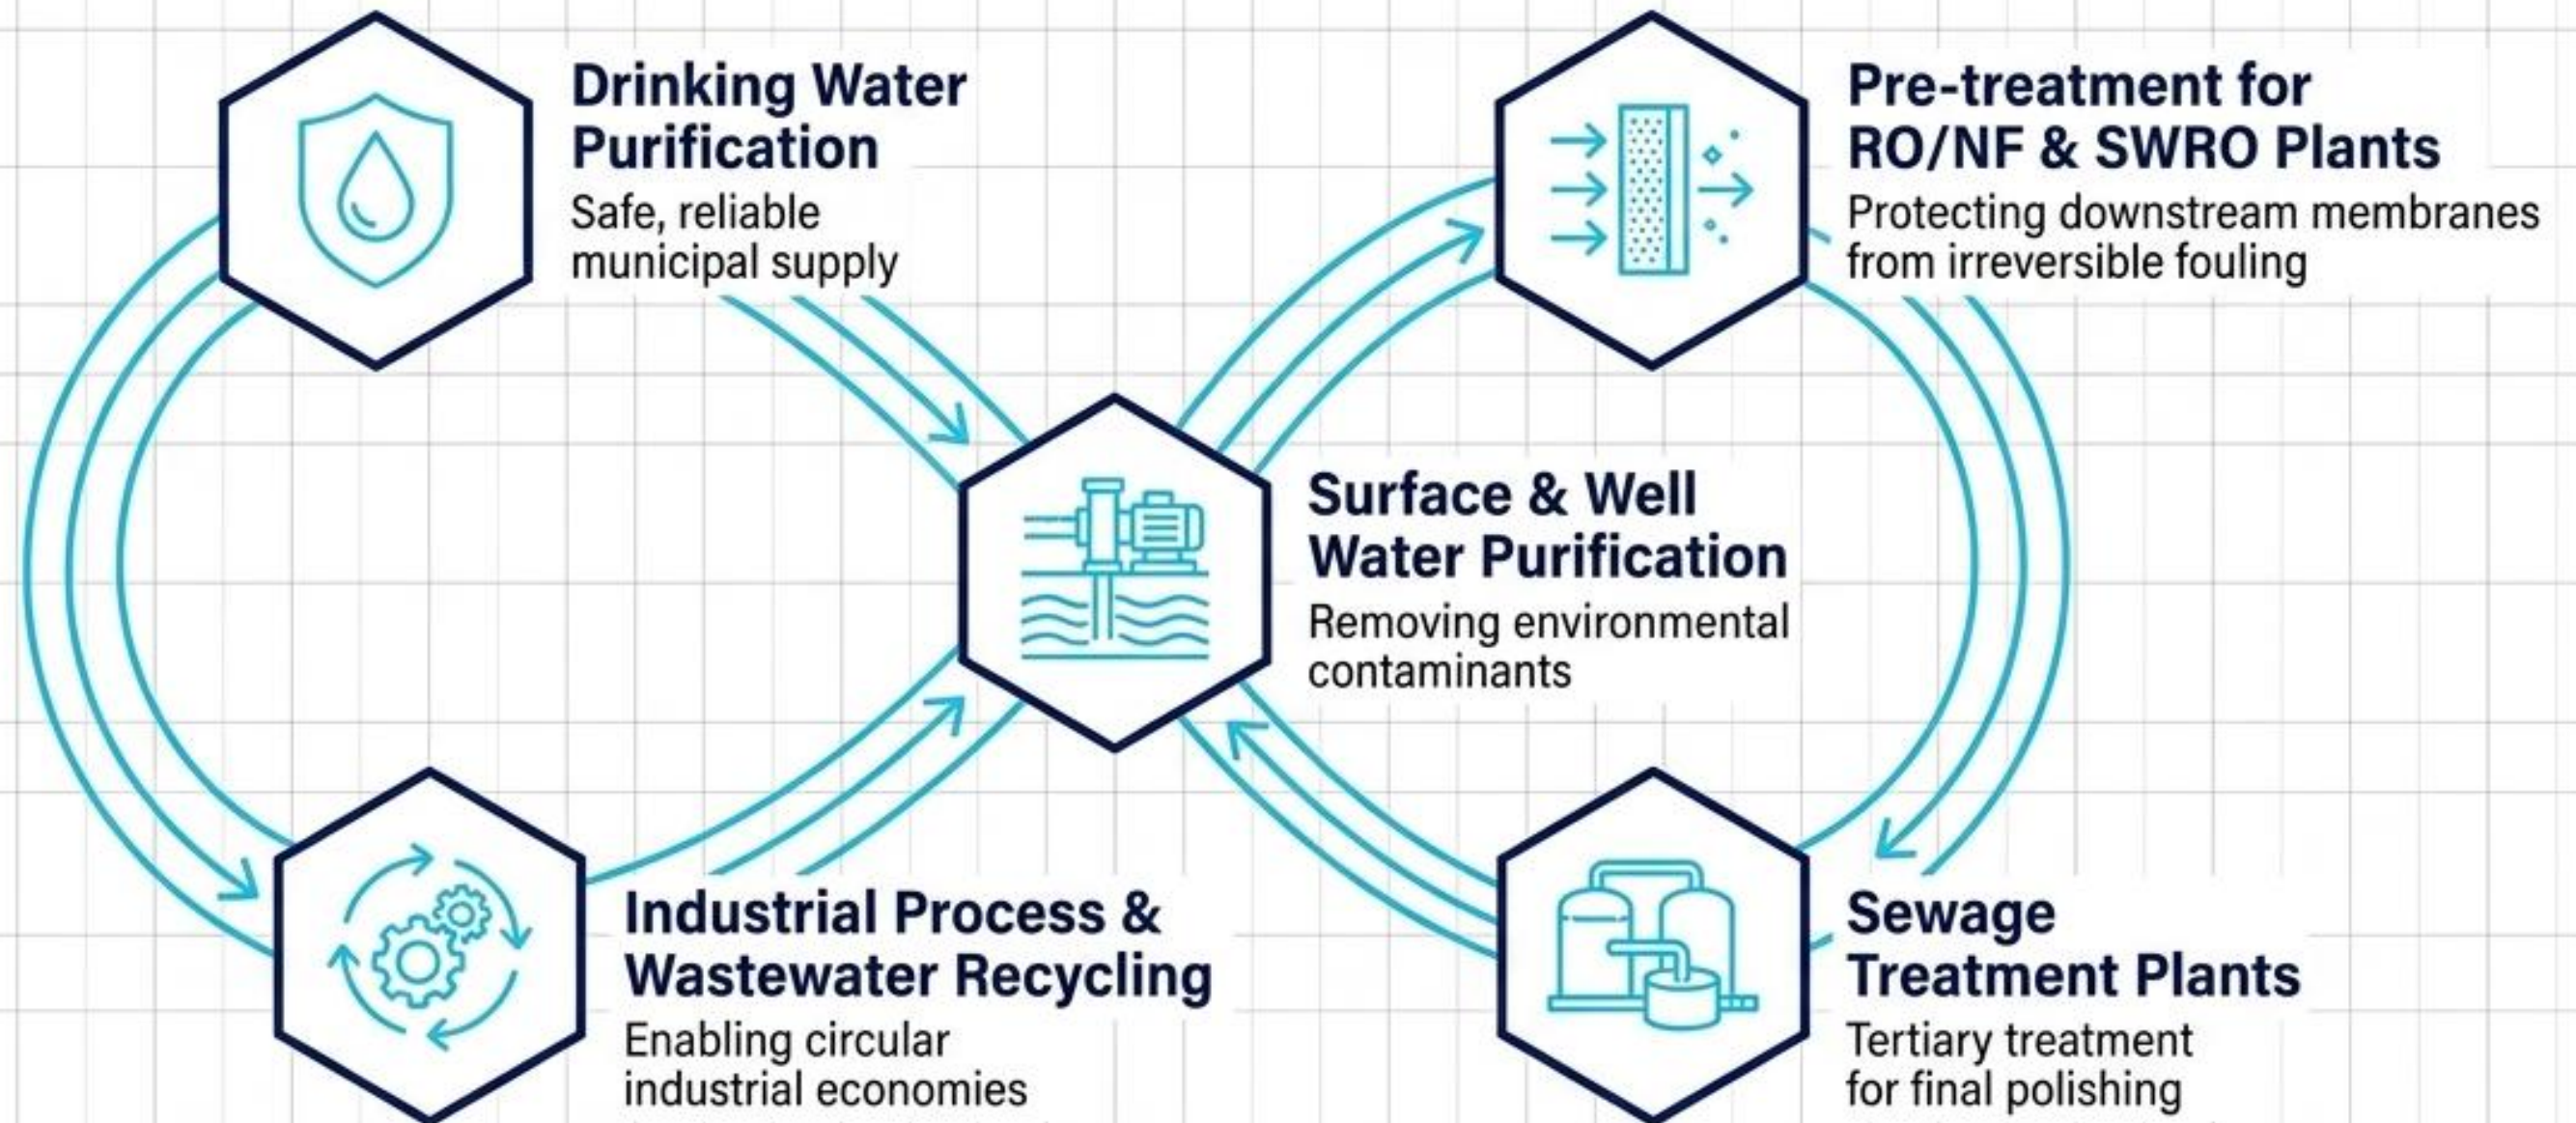 Drinking Water
Purification
Safe, reliable
municipal supply
Pre-treatment for
RO/NF & SWRO Plants
Protecting downstream membranes
from irreversible fouling
Surface & Well
Water Purification
Removing environmental
contaminants
Industrial Process &
Wastewater Recycling
Enabling circular
industrial economies
Sewage
Treatment Plants
Tertiary treatment
for final polishing